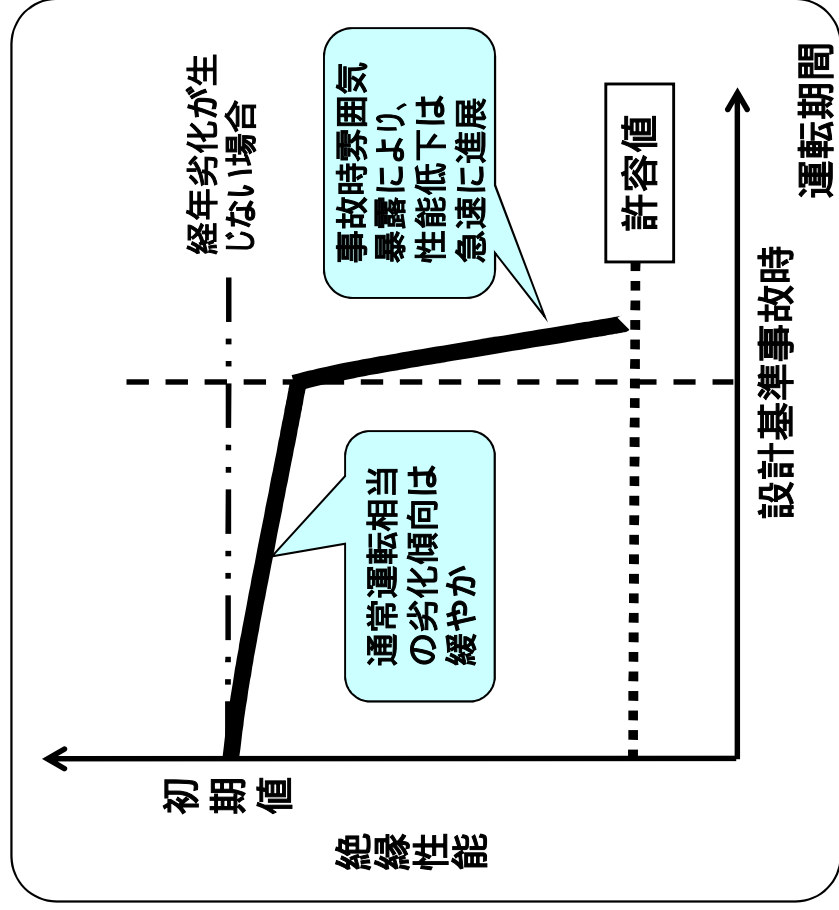 経年劣化が生
じない場合
事故時雰囲気
暴露により、
性能低下は
急速に進展
初期値
通常運転相当
の劣化傾向は
緩やか
絶縁性能
許容値
設計基準事故時
運転期間